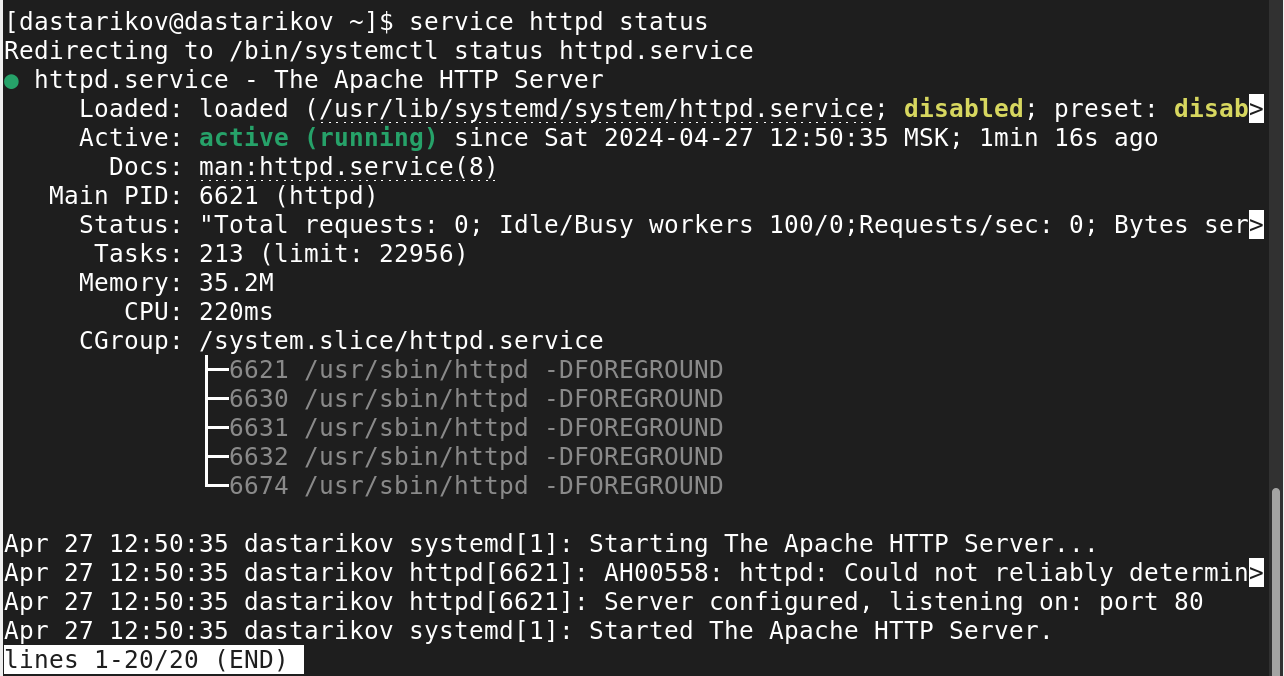 [dastarikov@dastarikov ~]$ service httpd status
Redirecting to /bin/systemctl status httpd.service
● httpd.service - The Apache HTTP Server
     Loaded: loaded (/usr/lib/systemd/system/httpd.service; disabled; preset: disab>
     Active: active (running) since Sat 2024-04-27 12:50:35 MSK; 1min 16s ago
       Docs: man:httpd.service(8)
   Main PID: 6621 (httpd)
     Status: "Total requests: 0; Idle/Busy workers 100/0;Requests/sec: 0; Bytes ser>
      Tasks: 213 (limit: 22956)
     Memory: 35.2M
        CPU: 220ms
     CGroup: /system.slice/httpd.service
             ├─6621 /usr/sbin/httpd -DFOREGROUND
             ├─6630 /usr/sbin/httpd -DFOREGROUND
             ├─6631 /usr/sbin/httpd -DFOREGROUND
             ├─6632 /usr/sbin/httpd -DFOREGROUND
             └─6674 /usr/sbin/httpd -DFOREGROUND

Apr 27 12:50:35 dastarikov systemd[1]: Starting The Apache HTTP Server...
Apr 27 12:50:35 dastarikov httpd[6621]: AH00558: httpd: Could not reliably determin>
Apr 27 12:50:35 dastarikov httpd[6621]: Server configured, listening on: port 80
Apr 27 12:50:35 dastarikov systemd[1]: Started The Apache HTTP Server.
lines 1-20/20 (END)